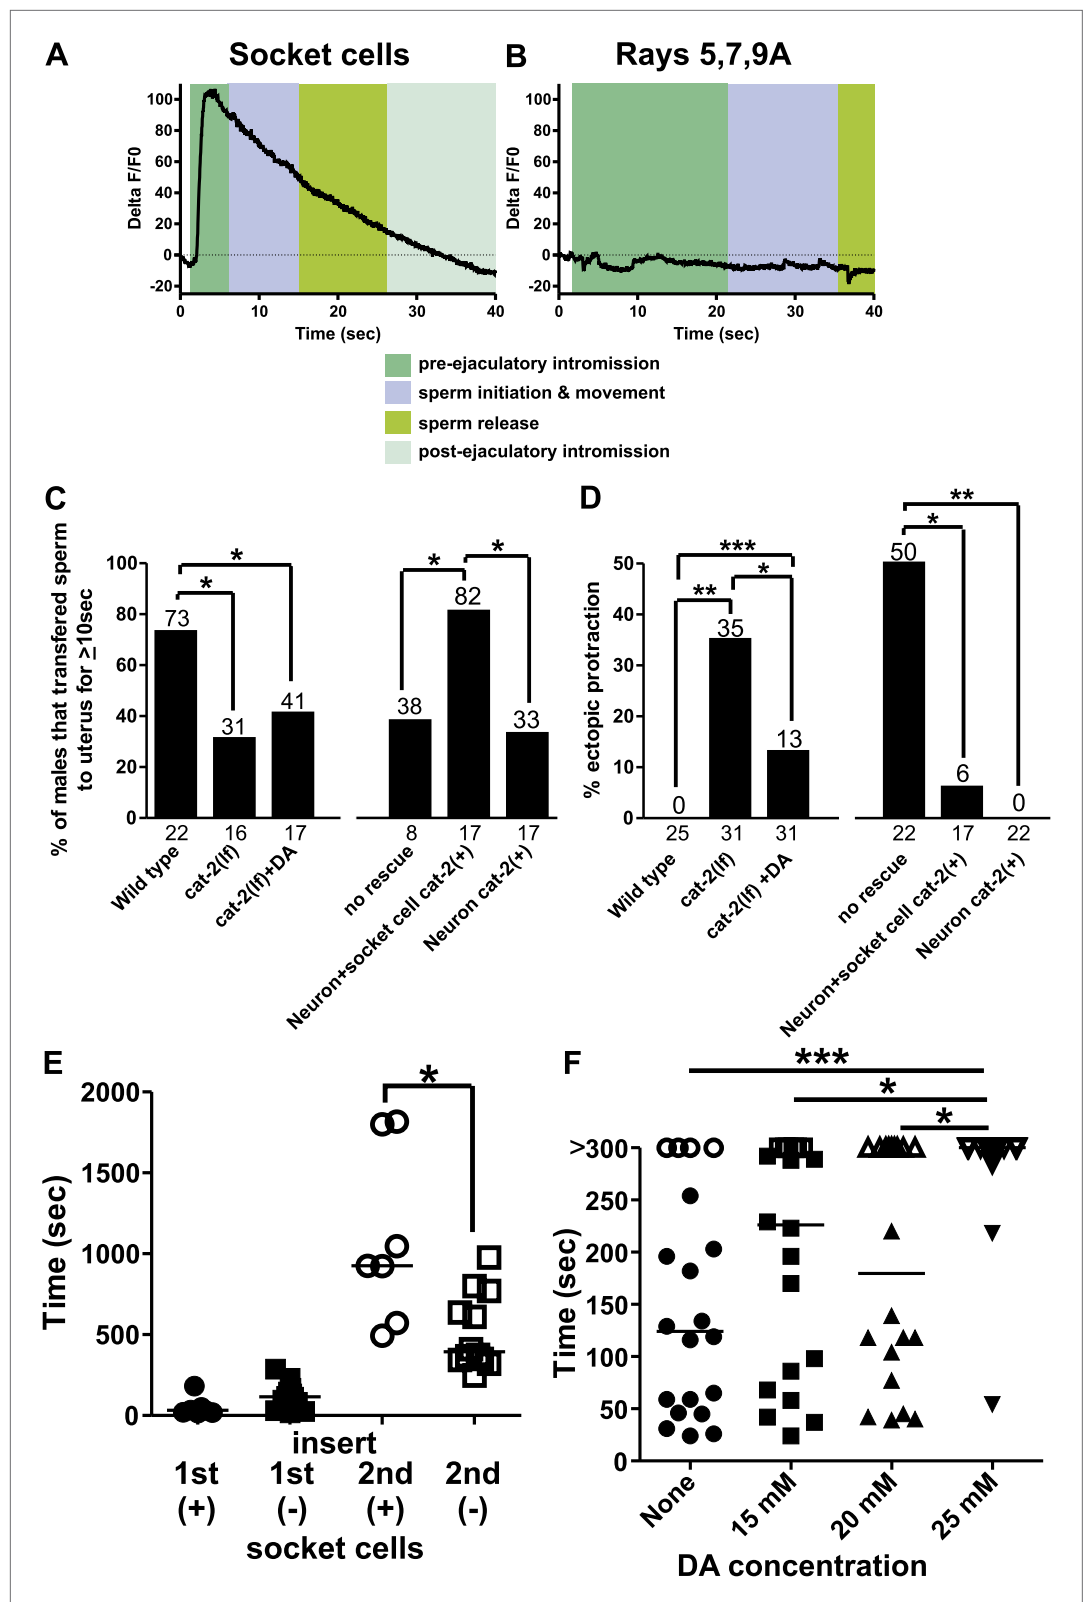 A Socket cells
B Rays 5,7,9A
Delta F/F0
100
80
60
40
20
0
-20
0 10 20 30 40
Time (sec)
Delta F/F0
100
80
60
40
20
0
-20
0 10 20 30 40
Time (sec)
pre-ejaculatory intromission
sperm initiation & movement
sperm release
post-ejaculatory intromission
C
% of males that transfered sperm
to uterus for ≥10sec
100
80
60
40
20
0
* * * *
73 31 41 38 82 33
22 16 17 8 17 17
Wild type
cat-2(lf)
cat-2(lf)+DA
no rescue
Neuron+socket cell cat-2(+)
Neuron cat-2(+)
D
% ectopic protraction
50
40
30
20
10
0
*** ** * ** *
0 35 13 50 6 0
25 31 31 22 17 22
Wild type
cat-2(lf)
cat-2(lf) +DA
no rescue
Neuron+socket cell cat-2(+)
Neuron cat-2(+)
E
Time (sec)
2000
1500
1000
500
0
*
insert
1st 1st 2nd 2nd
(+) (-) (+) (-)
socket cells
F
Time (sec)
>300
250
200
150
100
50
0
***
*
*
None
15 mM
20 mM
25 mM
DA concentration